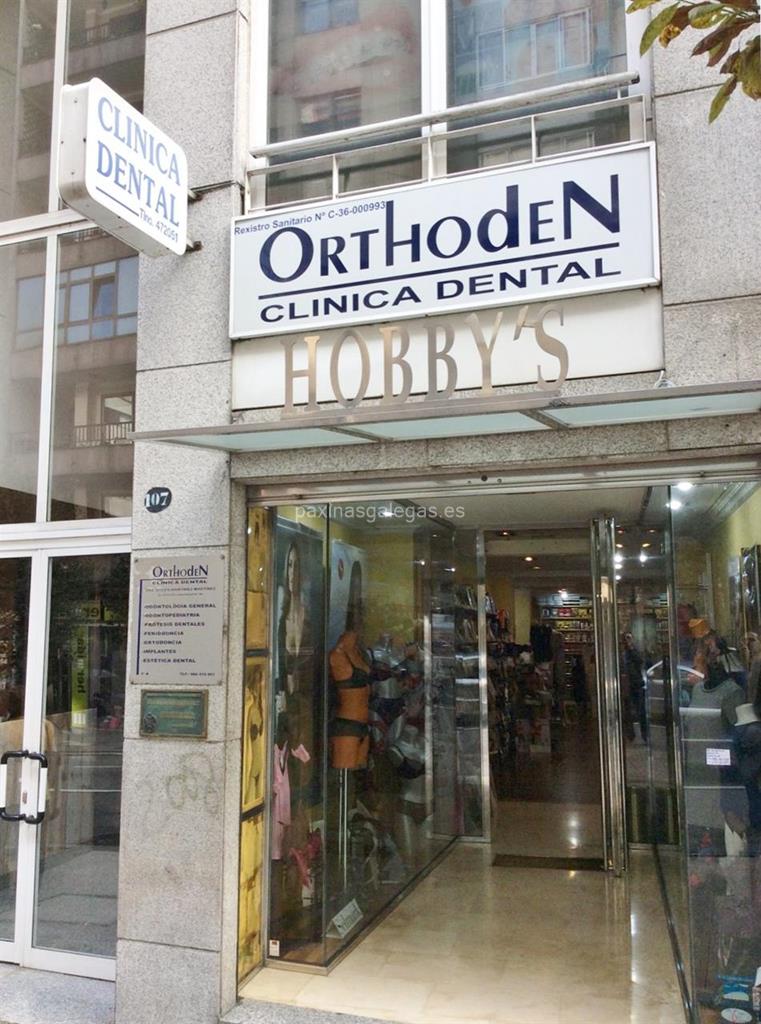 CLINICA
DENTAL
Tfno. 472051
Rexistro Sanitario Nº C-36-000993
ORTHODEN
CLINICA DENTAL
HOBBY'S
107
paxinasgalegas.es
ORTHODEN
CLINICA DENTAL
-ODONTOLOGIA GENERAL
-ODONTOPEDIATRIA
-PROTESIS DENTALES
-PERIODONCIA
-ORTODONCIA
-IMPLANTES
-ESTÉTICA DENTAL